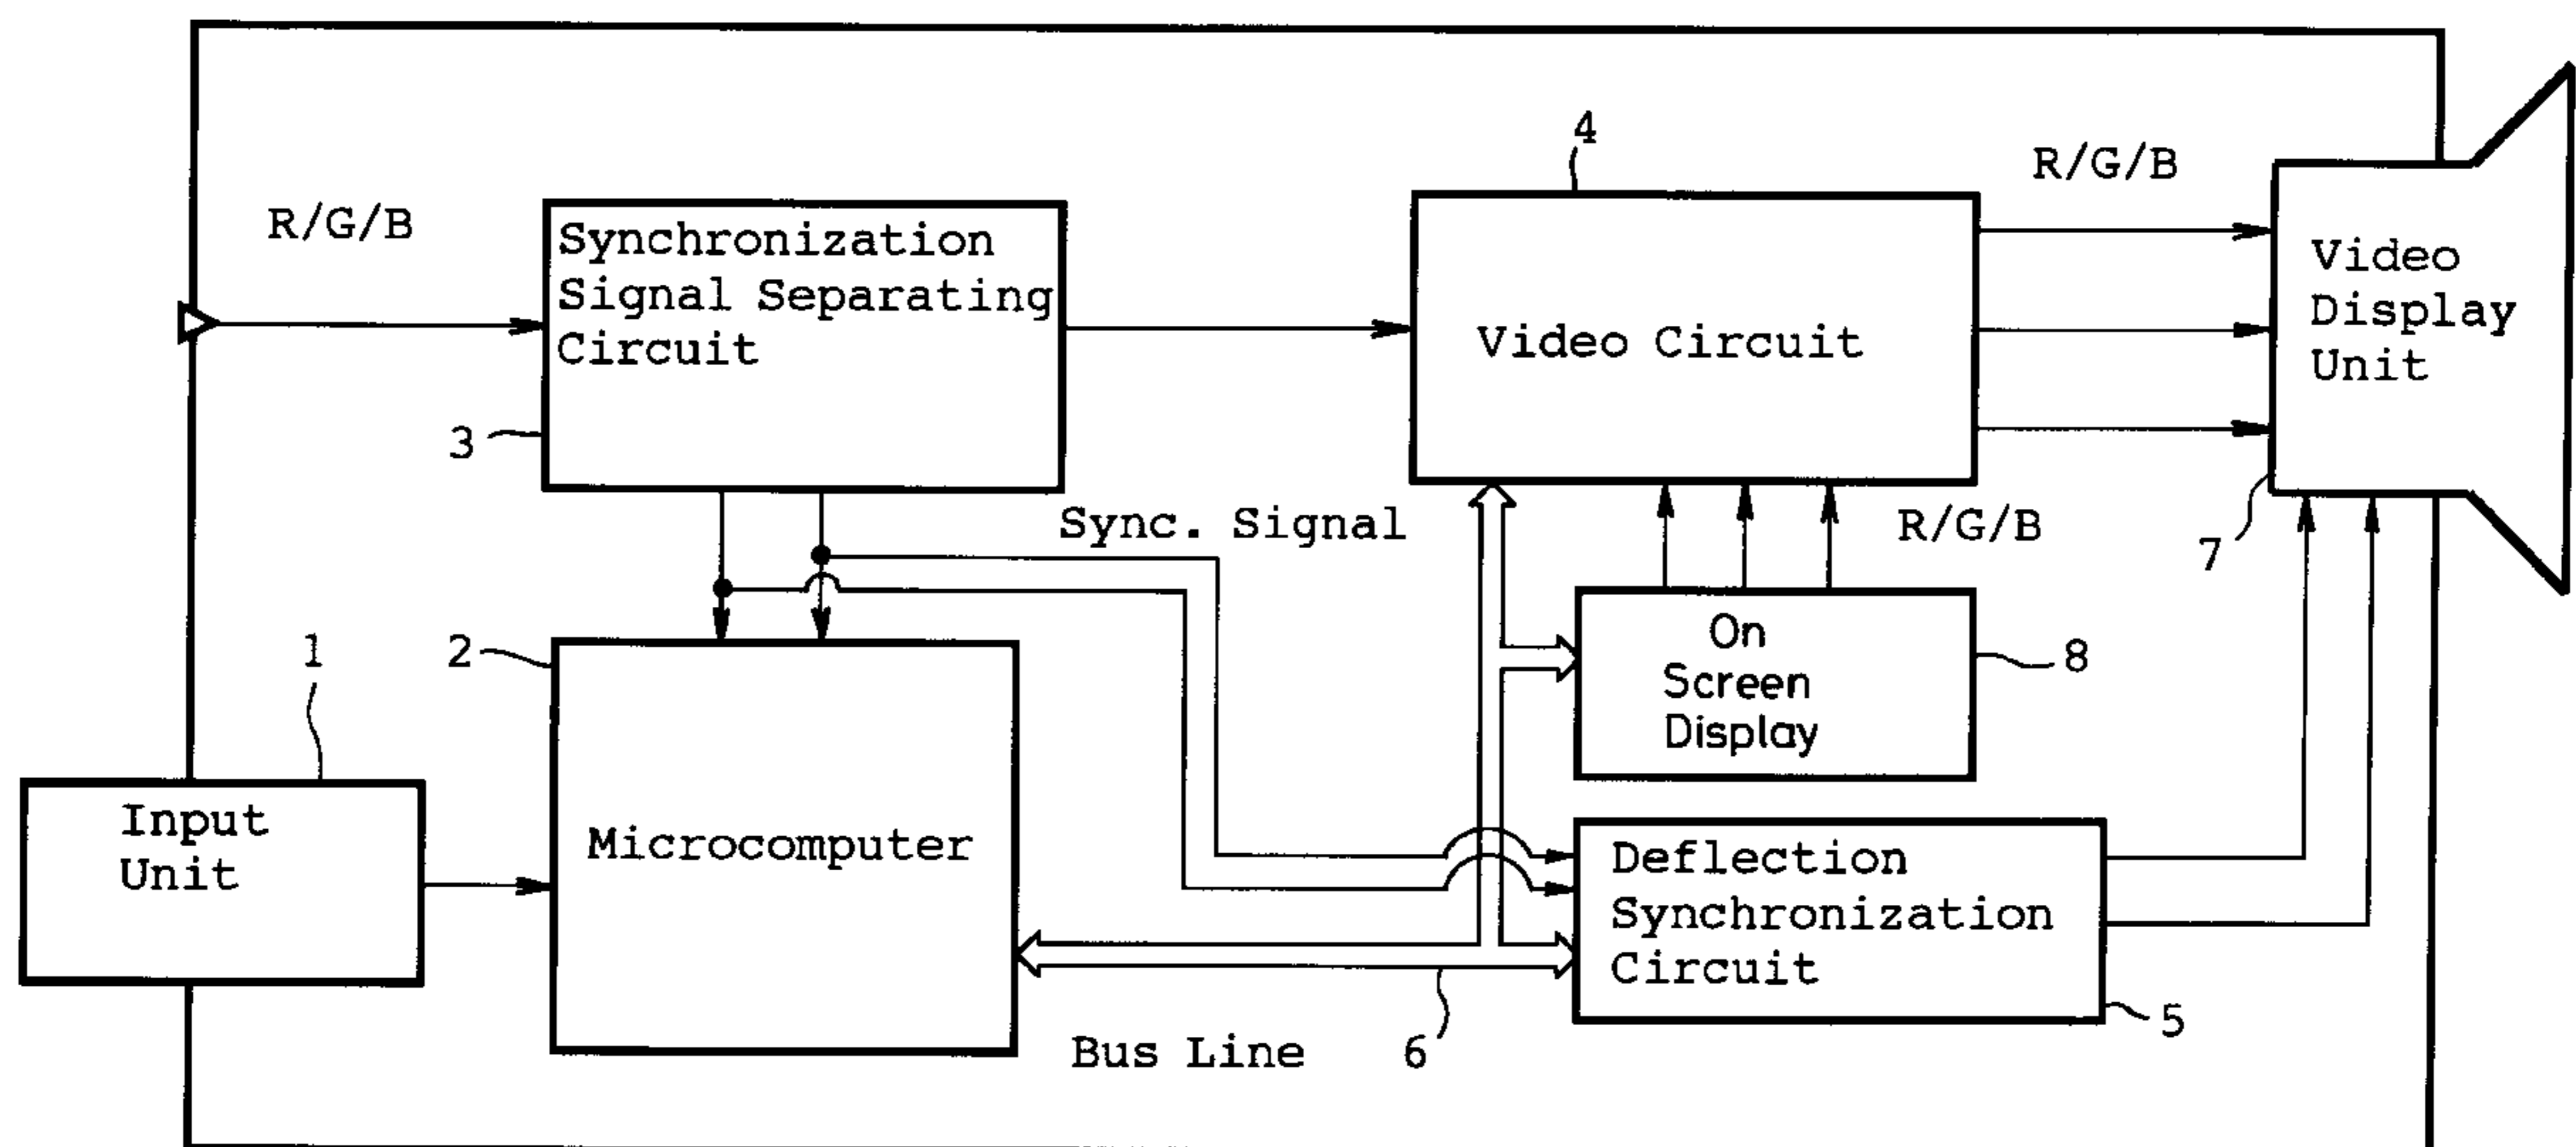 4
R/G/B
R/G/B
Synchronization
Signal Separating
Circuit
Video Circuit
Video
Display
Unit
3
Sync. Signal
R/G/B
7
1
2
On
Screen
Display
8
Input
Unit
Microcomputer
Deflection
Synchronization
Circuit
5
Bus Line
6